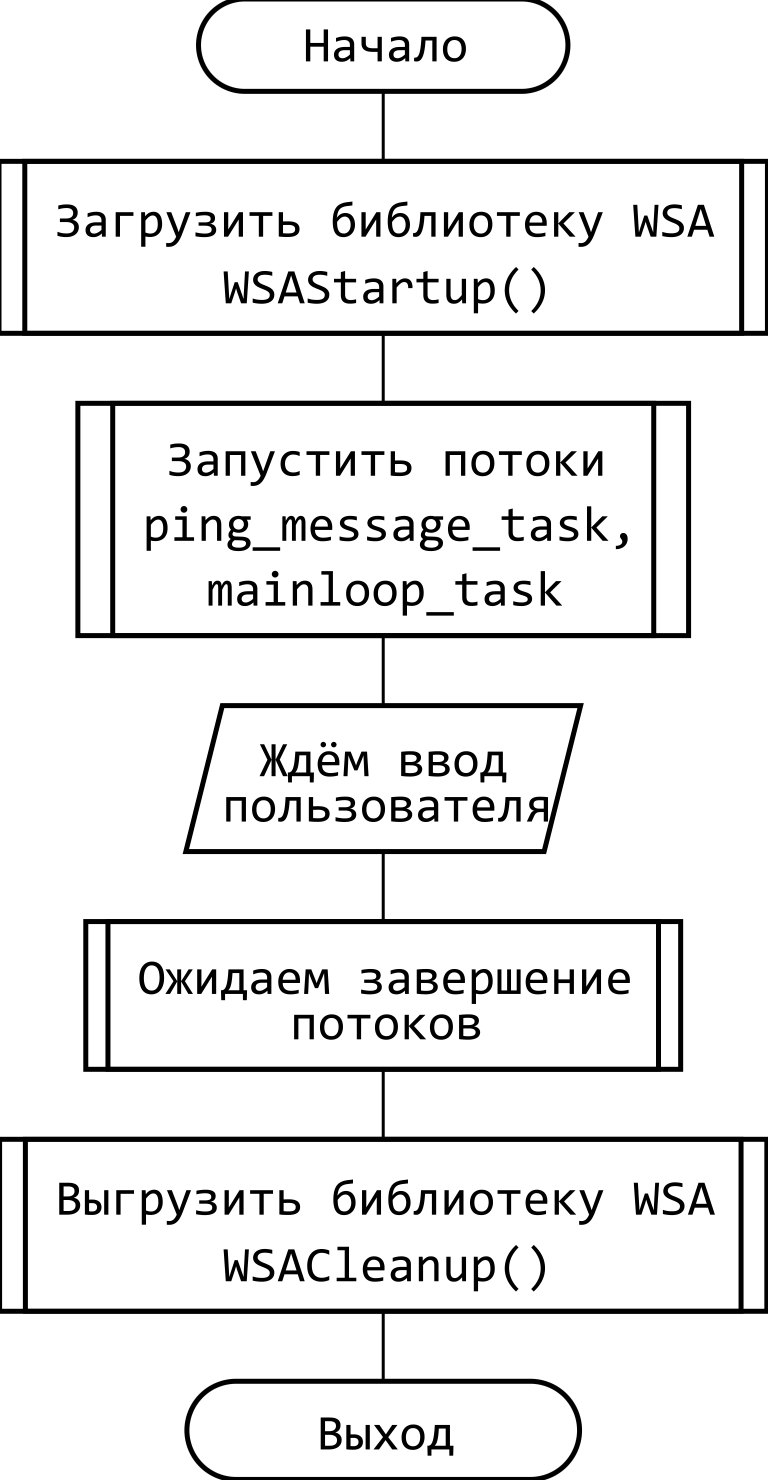 Начало
Загрузить библиотеку WSA
WSAStartup()
Запустить потоки
ping_message_task,
mainloop_task
Ждём ввод
пользователя
Ожидаем завершение
потоков
Выгрузить библиотеку WSA
WSACleanup()
Выход